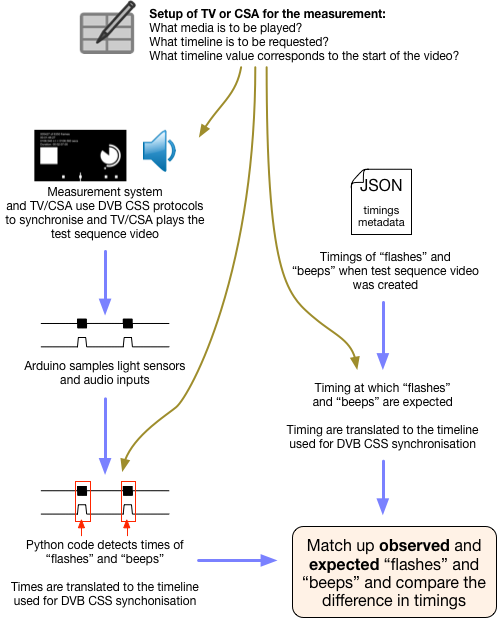 Setup of TV or CSA for the measurement:
What media is to be played?
What timeline is to be requested?
What timeline value corresponds to the start of the video?
Measurement system
and TV/CSA use DVB CSS protocols
to synchronise and TV/CSA plays the
test sequence video
JSON
timings
metadata
Timings of “flashes” and
“beeps” when test sequence video
was created
Arduino samples light sensors
and audio inputs
Timing at which “flashes”
and “beeps” are expected
Timing are translated to the timeline
used for DVB CSS synchronisation
Python code detects times of
“flashes” and “beeps”
Times are translated to the timeline
used for DVB CSS synchonisation
Match up observed and
expected “flashes” and
“beeps” and compare the
difference in timings